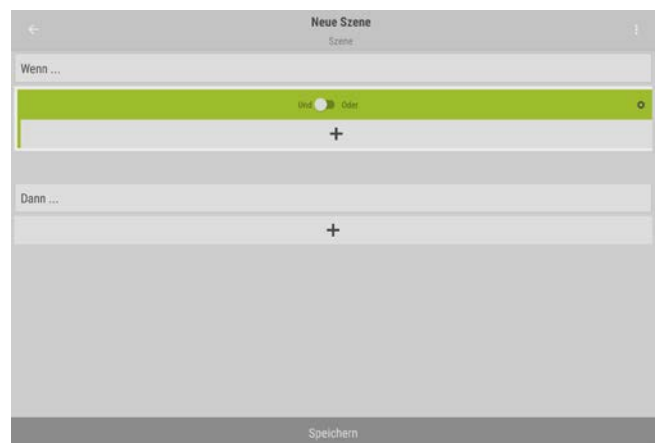 Neue Szene
Szene
Wenn ...
Und Oder
+
Dann ...
+
Speichern